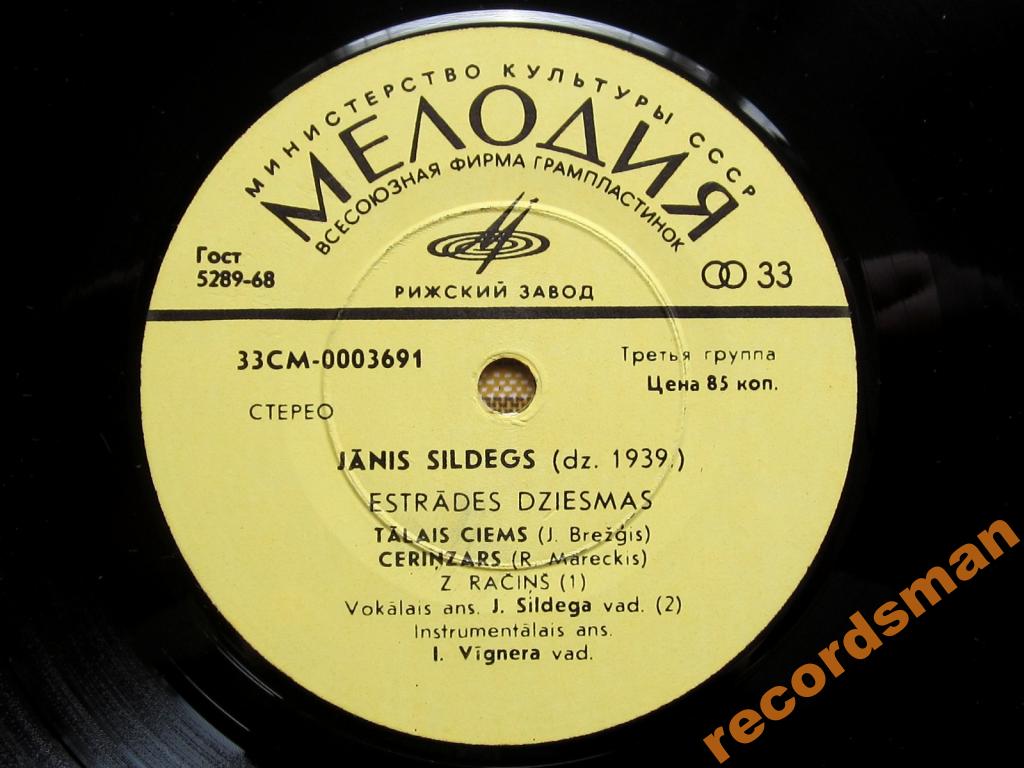 МИНИСТЕРСТВО КУЛЬТУРЫ СССР
МЕЛОДИЯ
ВСЕСОЮЗНАЯ ФИРМА ГРАМПЛАСТИНОК
Гост
5289-68
33
РИЖСКИЙ ЗАВОД
33СМ-0003691
Третья группа
Цена 85 коп.
СТЕРЕО
JĀNIS SILDEGS (dz. 1939.)
ESTRĀDES DZIESMAS
TĀLAIS CIEMS (J. Brežģis)
CERIŅZARS (R. Mareckis)
Z RAČIŅŠ (1)
Vokālais ans. J. Sildega vad. (2)
Instrumentālais ans.
I. Vīgnera vad.
recordsman